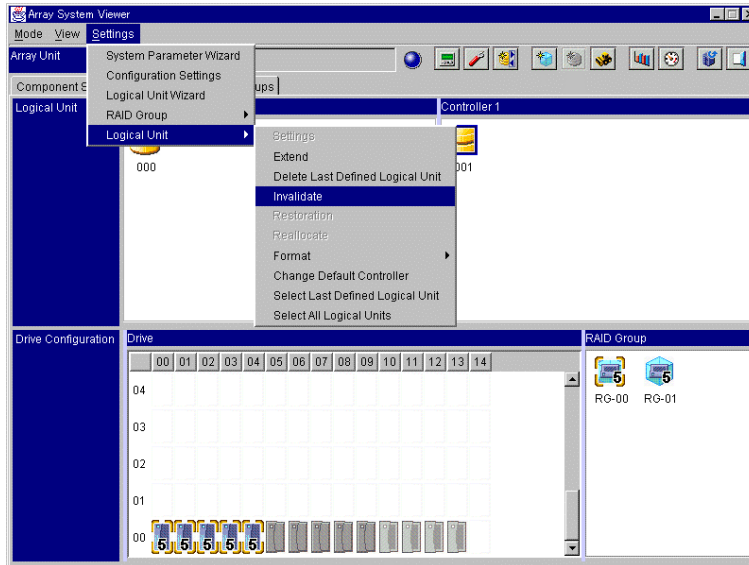 Array System Viewer
Mode View Settings
Array Unit
System Parameter Wizard
Configuration Settings
Logical Unit Wizard
RAID Group
Logical Unit
Component S
ups
Logical Unit
Controller 1
000
001
Settings
Extend
Delete Last Defined Logical Unit
Invalidate
Restoration
Reallocate
Format
Change Default Controller
Select Last Defined Logical Unit
Select All Logical Units
Drive Configuration
Drive
00 01 02 03 04 05 06 07 08 09 10 11 12 13 14
04
03
02
01
00
5 5 5 5 5
RAID Group
5 5
RG-00 RG-01